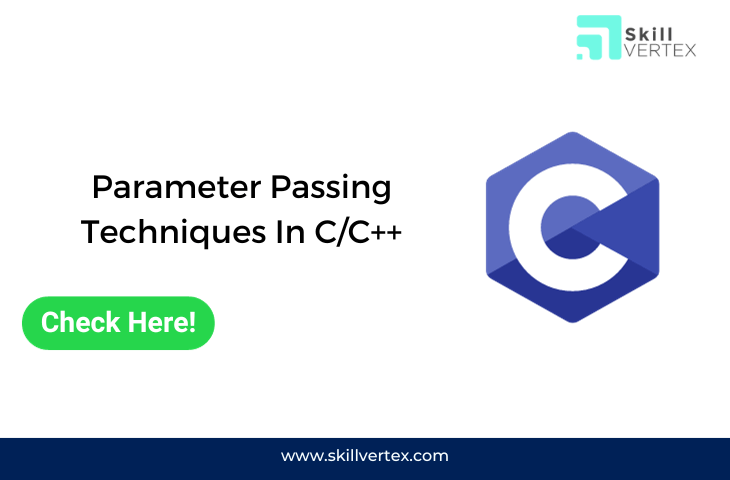 Skill
VERTEX
Parameter Passing
Techniques In C/C++
C
Check Here!
www.skillvertex.com